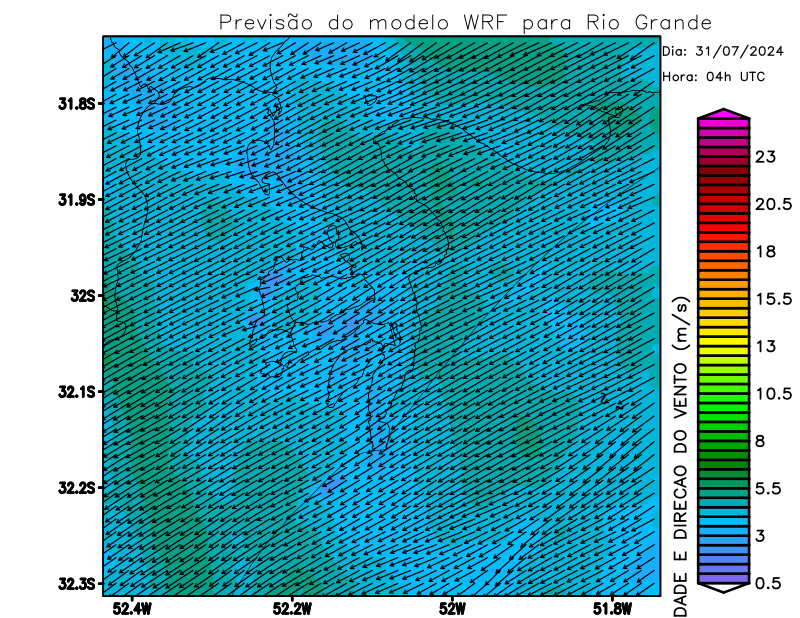 Previsão do modelo WRF para Rio Grande
Dia: 31/07/2024
Hora: 04h UTC
31.8S
31.9S
32S
32.1S
32.2S
32.3S
52.4W
52.2W
52W
51.8W
23
20.5
18
15.5
13
10.5
8
5.5
3
0.5
DADE E DIRECAO DO VENTO (m/s)